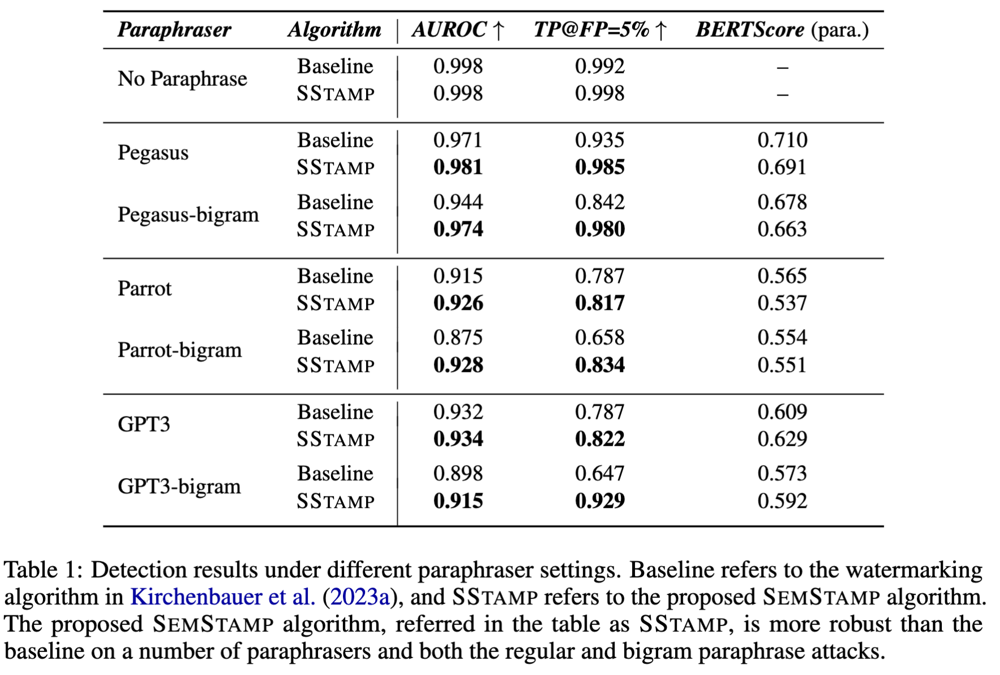 Paraphraser Algorithm AUROC ↑ TP@FP=5% ↑ BERTScore (para.)
No Paraphrase Baseline 0.998 0.992 –
SSTAMP 0.998 0.998 –
Pegasus Baseline 0.971 0.935 0.710
SSTAMP 0.981 0.985 0.691
Pegasus-bigram Baseline 0.944 0.842 0.678
SSTAMP 0.974 0.980 0.663
Parrot Baseline 0.915 0.787 0.565
SSTAMP 0.926 0.817 0.537
Parrot-bigram Baseline 0.875 0.658 0.554
SSTAMP 0.928 0.834 0.551
GPT3 Baseline 0.932 0.787 0.609
SSTAMP 0.934 0.822 0.629
GPT3-bigram Baseline 0.898 0.647 0.573
SSTAMP 0.915 0.929 0.592
Table 1: Detection results under different paraphraser settings. Baseline refers to the watermarking
algorithm in Kirchenbauer et al. (2023a), and SSTAMP refers to the proposed SEMSTAMP algorithm.
The proposed SEMSTAMP algorithm, referred in the table as SSTAMP, is more robust than the
baseline on a number of paraphrasers and both the regular and bigram paraphrase attacks.